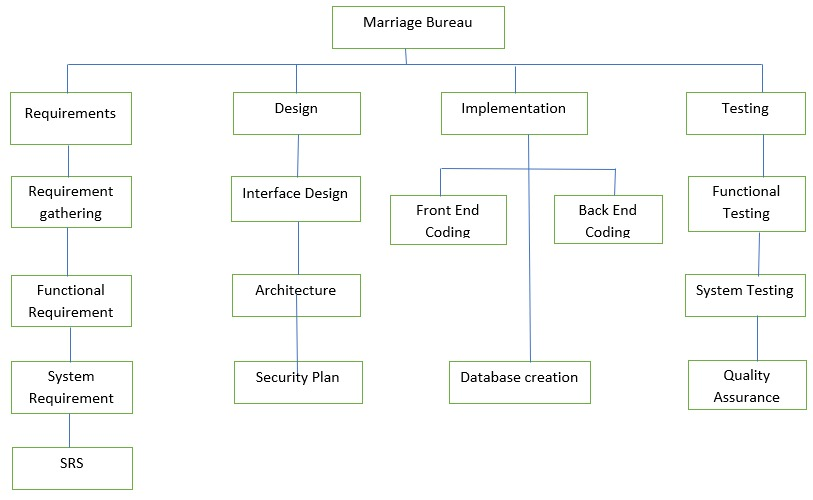 Marriage Bureau
Requirements
Design
Implementation
Testing
Requirement
gathering
Interface Design
Front End
Coding
Back End
Coding
Functional
Testing
Functional
Requirement
Architecture
System Testing
System
Requirement
Security Plan
Database creation
Quality
Assurance
SRS